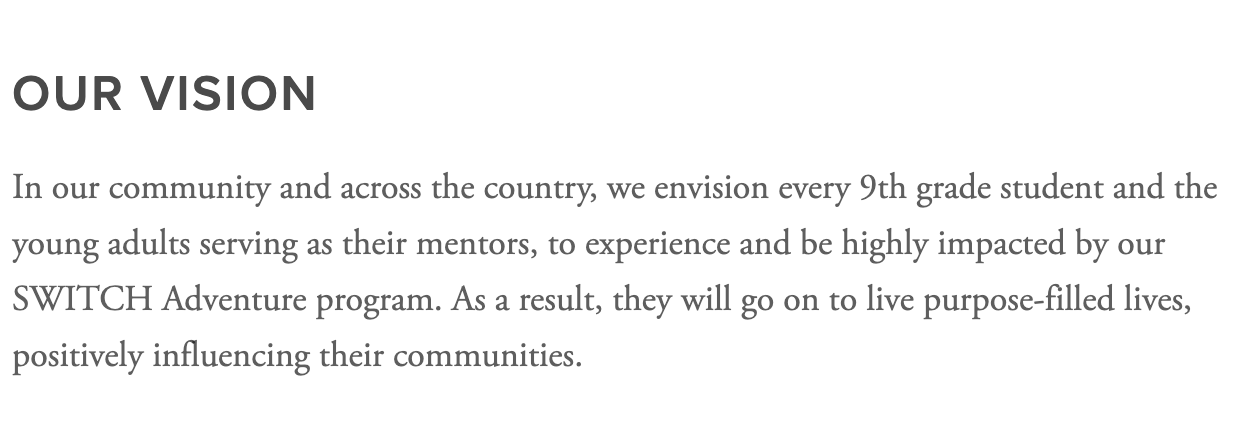 OUR VISION
In our community and across the country, we envision every 9th grade student and the
young adults serving as their mentors, to experience and be highly impacted by our
SWITCH Adventure program. As a result, they will go on to live purpose-filled lives,
positively influencing their communities.